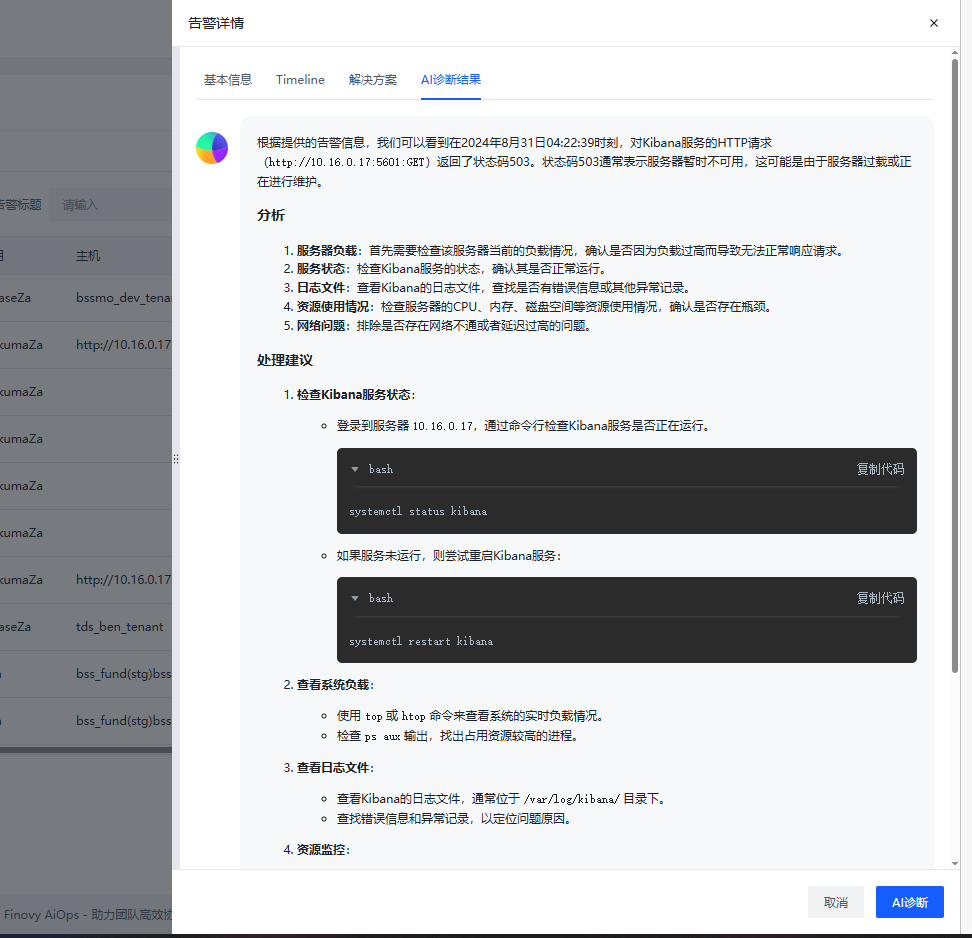 告警详情
基本信息 Timeline 解决方案 AI诊断结果
根据提供的告警信息，我们可以看到在2024年8月31日04:22:39时刻，对Kibana服务的HTTP请求
（http://10.16.0.17:5601:GET）返回了状态码503。状态码503通常表示服务器暂时不可用，这可能是由于服务器过载或正
在进行维护。
分析
1. 服务器负载：首先需要检查该服务器当前的负载情况，确认是否因为负载过高而导致无法正常响应请求。
2. 服务状态：检查Kibana服务的状态，确认其是否正常运行。
3. 日志文件：查看Kibana的日志文件，查找是否有错误信息或其他异常记录。
4. 资源使用情况：检查服务器的CPU、内存、磁盘空间等资源使用情况，确认是否存在瓶颈。
5. 网络问题：排除是否存在网络不通或者延迟过高的问题。
处理建议
1. 检查Kibana服务状态：
登录到服务器 10.16.0.17，通过命令行检查Kibana服务是否正在运行。
bash 复制代码
systemctl status kibana
如果服务未运行，则尝试重启Kibana服务：
bash 复制代码
systemctl restart kibana
2. 查看系统负载：
使用 top 或 htop 命令来查看系统的实时负载情况。
检查 ps aux 输出，找出占用资源较高的进程。
3. 查看日志文件：
查看Kibana的日志文件，通常位于 /var/log/kibana/ 目录下。
查找错误信息和异常记录，以定位问题原因。
4. 资源监控：
取消 AI诊断
告警标题 请输入
主机
aseZa bssmo_dev_tena
kumaZa http://10.16.0.17
kumaZa
kumaZa
kumaZa
kumaZa
kumaZa http://10.16.0.17
aseZa tds_ben_tenant
bss_fund(stg)bss
bss_fund(stg)bss
Finovy AiOps - 助力团队高效协